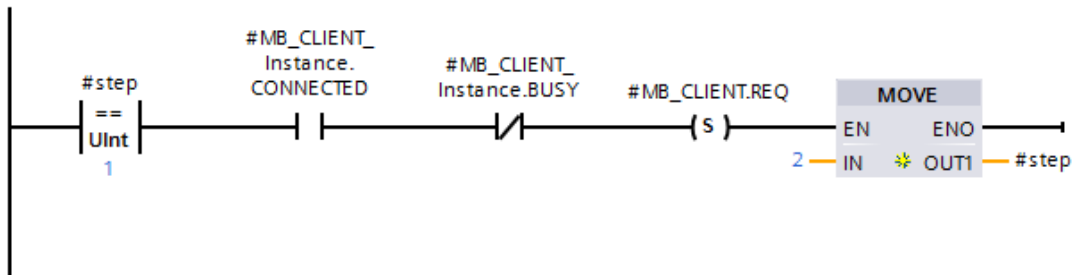 #step
==
UInt
1
#MB_CLIENT_
Instance.
CONNECTED
#MB_CLIENT_
Instance.BUSY
#MB_CLIENT.REQ
S
MOVE
EN ENO
2 IN OUT1 #step